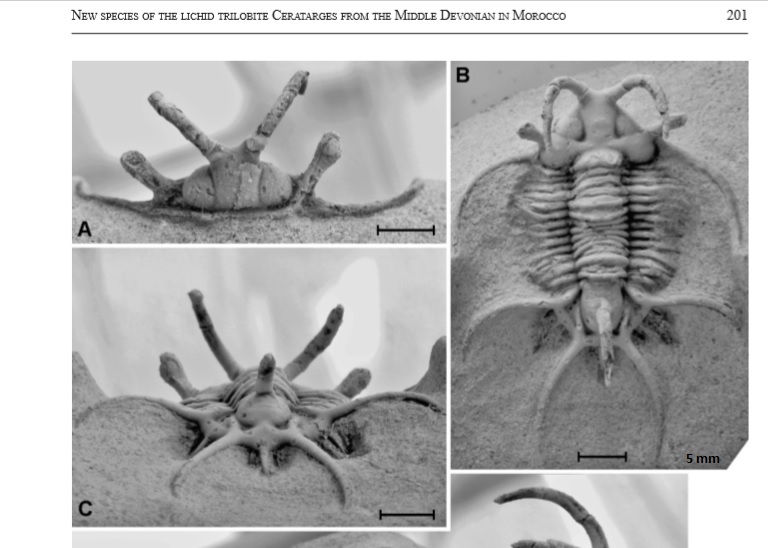 NEW SPECIES OF THE LICHID TRILOBITE CERATARGES FROM THE MIDDLE DEVONIAN IN MOROCCO 201
A
B
C
5 mm